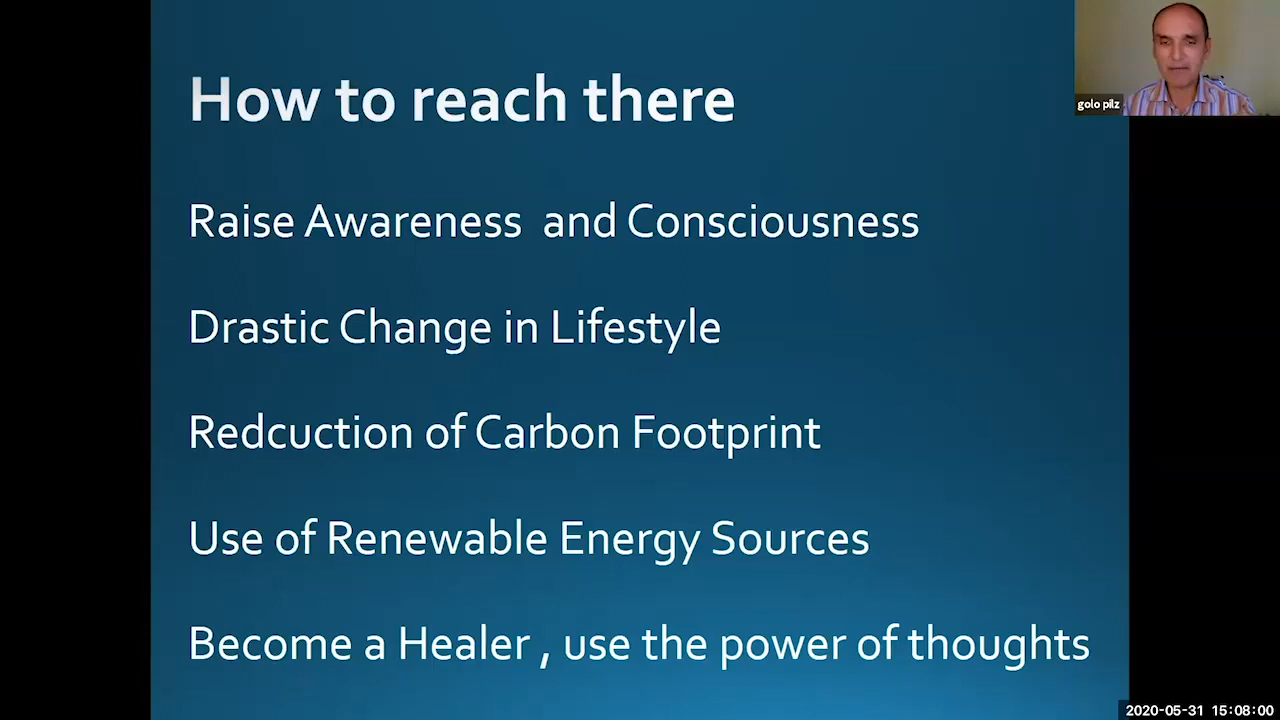 How to reach there
golo pilz
Raise Awareness and Consciousness
Drastic Change in Lifestyle
Redcuction of Carbon Footprint
Use of Renewable Energy Sources
Become a Healer , use the power of thoughts
2020-05-31 15:08:00